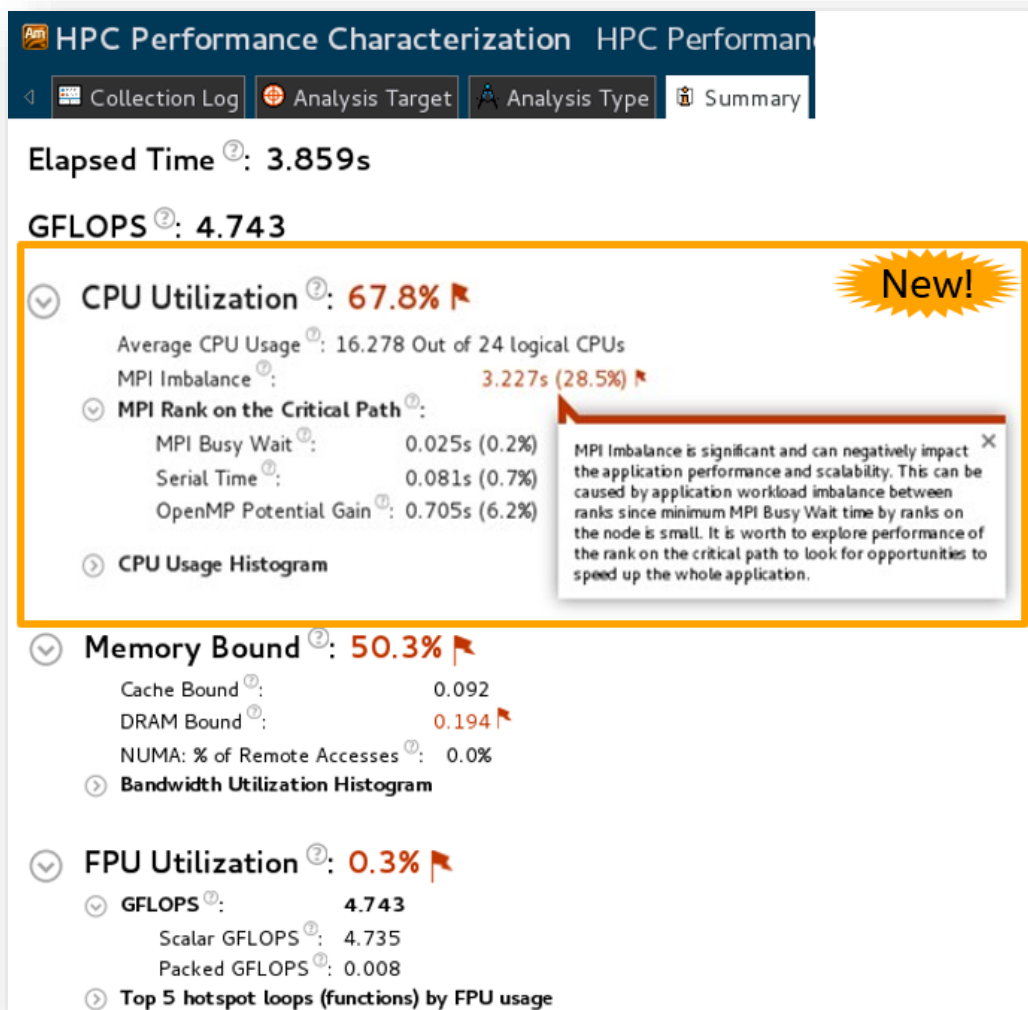 Am HPC Performance Characterization HPC Performan
Collection Log Analysis Target Analysis Type Summary
Elapsed Time ?: 3.859s
GFLOPS ?: 4.743
New!
CPU Utilization ?: 67.8%
Average CPU Usage ?: 16.278 Out of 24 logical CPUs
MPI Imbalance ?: 3.227s (28.5%)
MPI Rank on the Critical Path ?:
MPI Busy Wait ?: 0.025s (0.2%)
Serial Time ?: 0.081s (0.7%)
OpenMP Potential Gain ?: 0.705s (6.2%)
CPU Usage Histogram
MPI Imbalance is significant and can negatively impact
the application performance and scalability. This can be
caused by application workload imbalance between
ranks since minimum MPI Busy Wait time by ranks on
the node is small. It is worth to explore performance of
the rank on the critical path to look for opportunities to
speed up the whole application.
Memory Bound ?: 50.3%
Cache Bound ?: 0.092
DRAM Bound ?: 0.194
NUMA: % of Remote Accesses ?: 0.0%
Bandwidth Utilization Histogram
FPU Utilization ?: 0.3%
GFLOPS ?: 4.743
Scalar GFLOPS ?: 4.735
Packed GFLOPS ?: 0.008
Top 5 hotspot loops (functions) by FPU usage